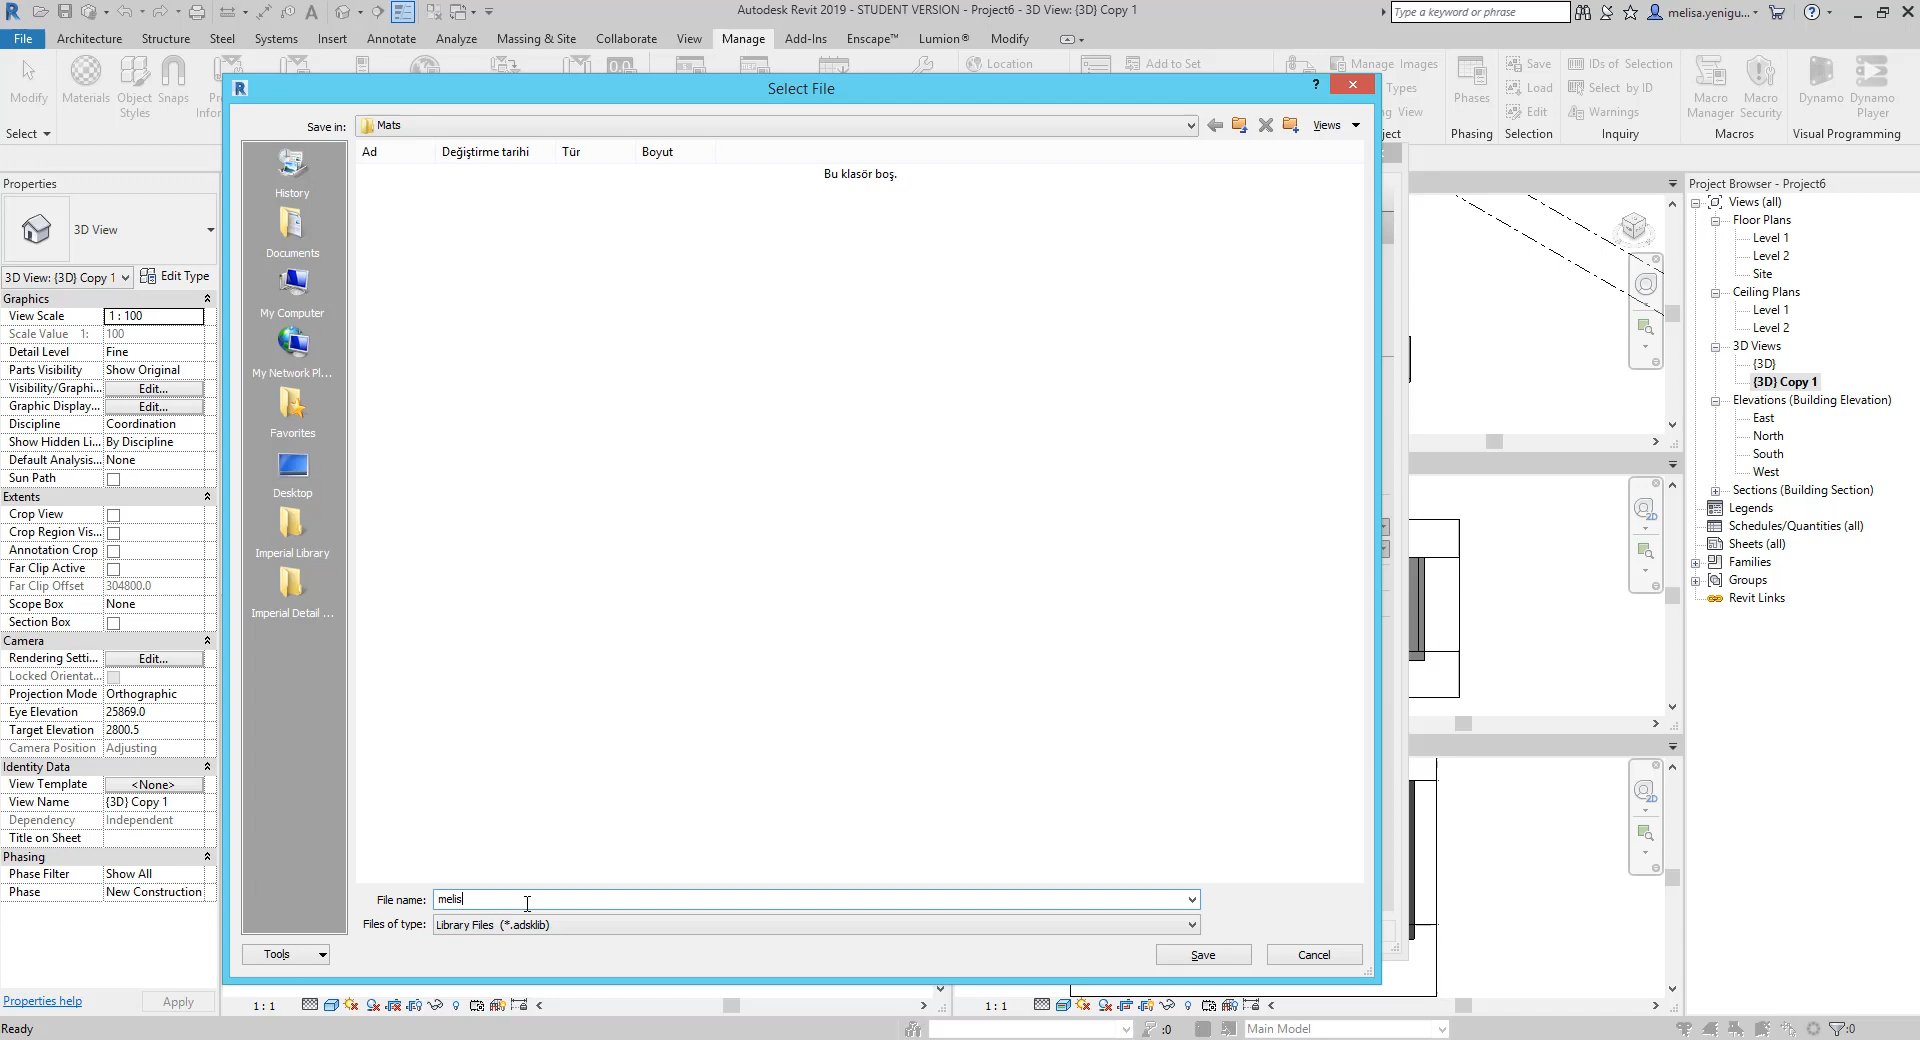 Autodesk Revit 2019 - STUDENT VERSION - Project6 - 3D View: {3D} Copy 1
Type a keyword or phrase
melisa.yenigu...
File Architecture Structure Steel Systems Insert Annotate Analyze Massing & Site Collaborate View Manage Add-Ins Enscape™ Lumion® Modify
Modify
Materials
Object Styles
Snaps
Location
Add to Set
Manage Images
Types
View
Phases
Save
Load
Edit
IDs of Selection
Select by ID
Warnings
Macro Manager
Macro Security
Dynamo
Dynamo Player
Select
Phasing
Selection
Inquiry
Macros
Visual Programming
Select File
Save in: Mats
Views
Ad Değiştirme tarihi Tür Boyut
Bu klasör boş.
History
Documents
My Computer
My Network Pl...
Favorites
Desktop
Imperial Library
Imperial Detail ...
File name: melis
Files of type: Library Files (*.adsklib)
Tools
Save
Cancel
Properties
3D View
3D View: {3D} Copy 1 Edit Type
Graphics
View Scale 1 : 100
Scale Value 1: 100
Detail Level Fine
Parts Visibility Show Original
Visibility/Graphi... Edit...
Graphic Display... Edit...
Discipline Coordination
Show Hidden Li... By Discipline
Default Analysis... None
Sun Path
Extents
Crop View
Crop Region Vis...
Annotation Crop
Far Clip Active
Far Clip Offset 304800.0
Scope Box None
Section Box
Camera
Rendering Setti... Edit...
Locked Orientat...
Projection Mode Orthographic
Eye Elevation 25869.0
Target Elevation 2800.5
Camera Position Adjusting
Identity Data
View Template <None>
View Name {3D} Copy 1
Dependency Independent
Title on Sheet
Phasing
Phase Filter Show All
Phase New Construction
Properties help
Apply
Project Browser - Project6
Views (all)
Floor Plans
Level 1
Level 2
Site
Ceiling Plans
Level 1
Level 2
3D Views
{3D}
{3D} Copy 1
Elevations (Building Elevation)
East
North
South
West
Sections (Building Section)
Legends
Schedules/Quantities (all)
Sheets (all)
Families
Groups
Revit Links
1 : 1
1 : 1
Ready
:0
Main Model
:0